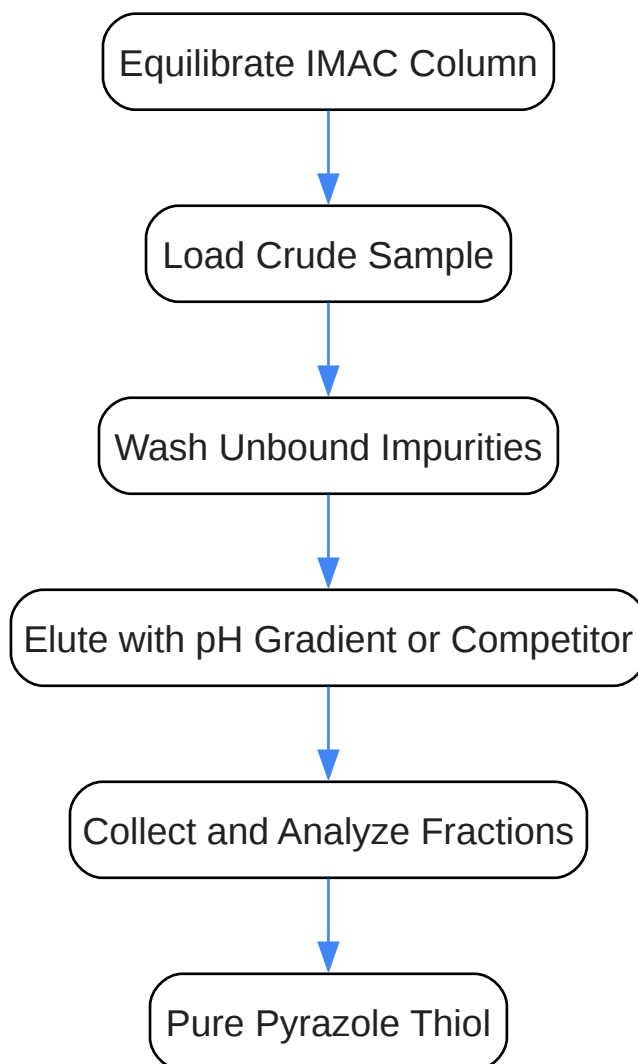 Equilibrate IMAC Column
Load Crude Sample
Wash Unbound Impurities
Elute with pH Gradient or Competitor
Collect and Analyze Fractions
Pure Pyrazole Thiol